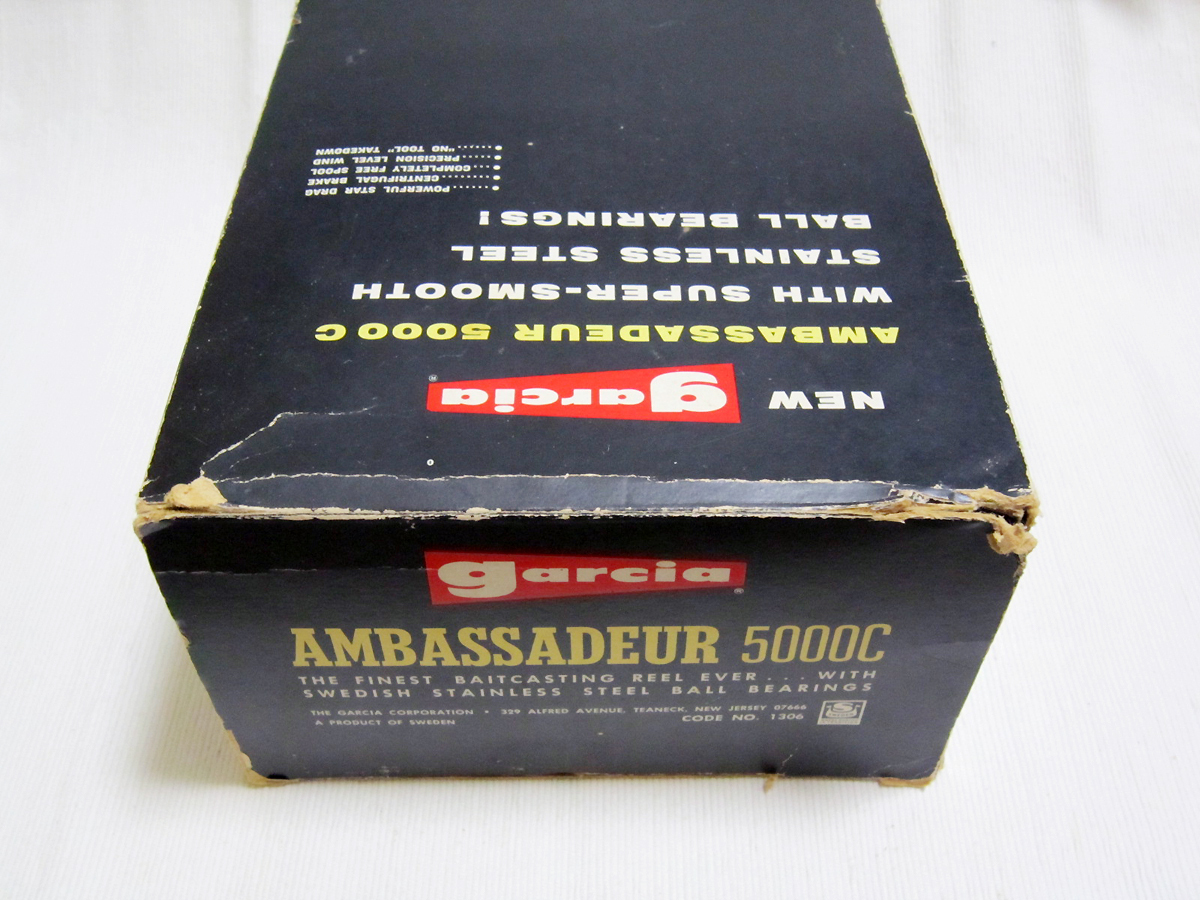 NEW garcia®
AMBASSADEUR 5000C
WITH SUPER-SMOOTH
STAINLESS STEEL
BALL BEARINGS!
•......POWERFUL STAR DRAG
•........CENTRIFUGAL BRAKE
•...COMPLETELY FREE SPOOL
•.....PRECISION LEVEL WIND
•......"NO TOOL" TAKEDOWN
garcia®
AMBASSADEUR 5000C
THE FINEST BAITCASTING REEL EVER... WITH
SWEDISH STAINLESS STEEL BALL BEARINGS
THE GARCIA CORPORATION • 329 ALFRED AVENUE, TEANECK, NEW JERSEY 07666
A PRODUCT OF SWEDEN CODE NO. 1306